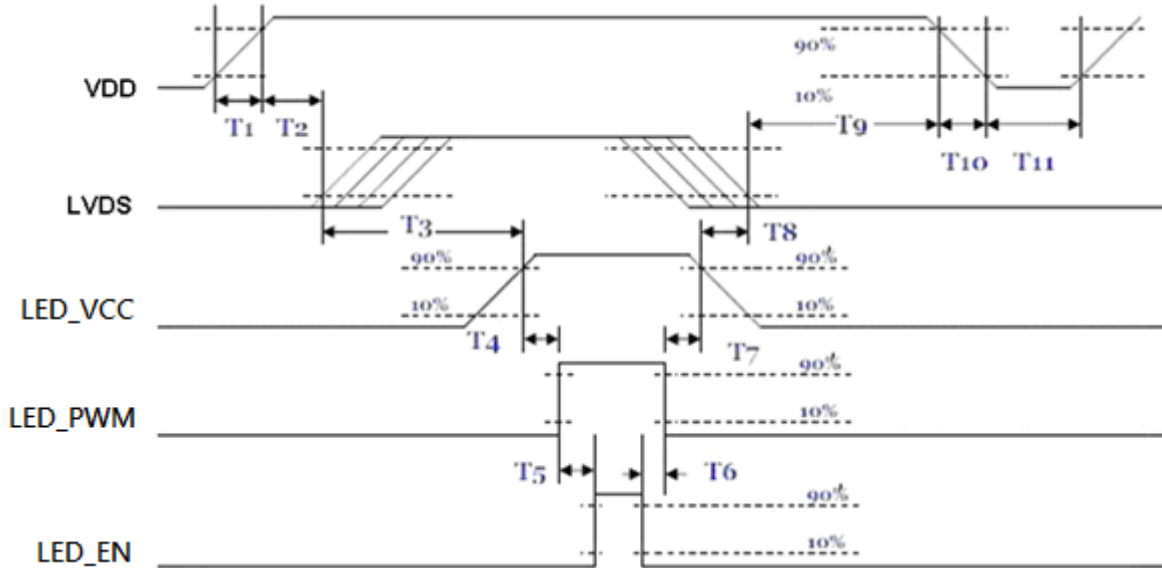 90%
VDD
10%
T1 T2 T9
T10 T11
LVDS
T3 T8
90% 90%
LED_VCC 10% 10%
T4 T7
90%
LED_PWM 10%
T5 T6
90%
LED_EN 10%